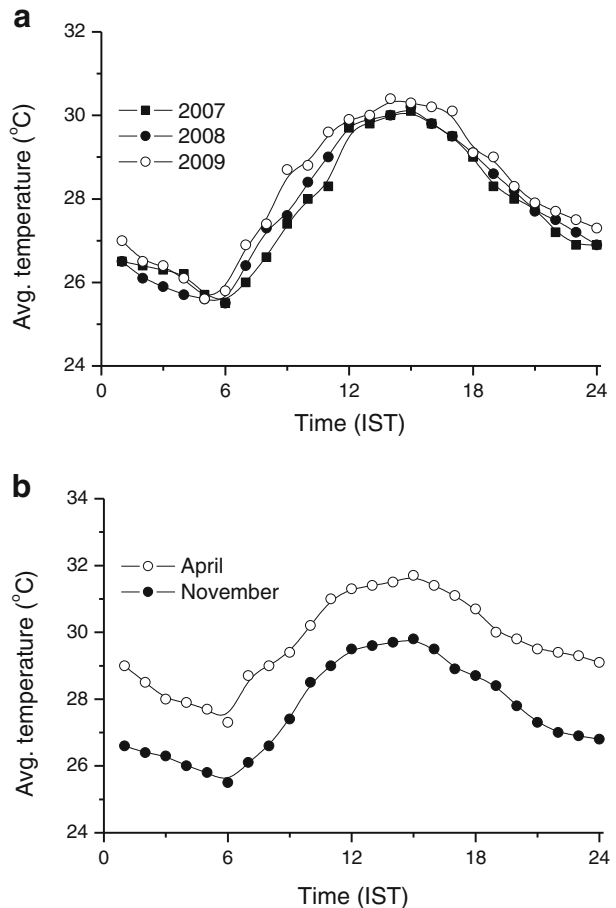 a
32
30
28
26
24
Avg. temperature (°C)
2007
2008
2009
0 6 12 18 24
Time (IST)
b
34
32
30
28
26
24
Avg. temperature (°C)
April
November
0 6 12 18 24
Time (IST)